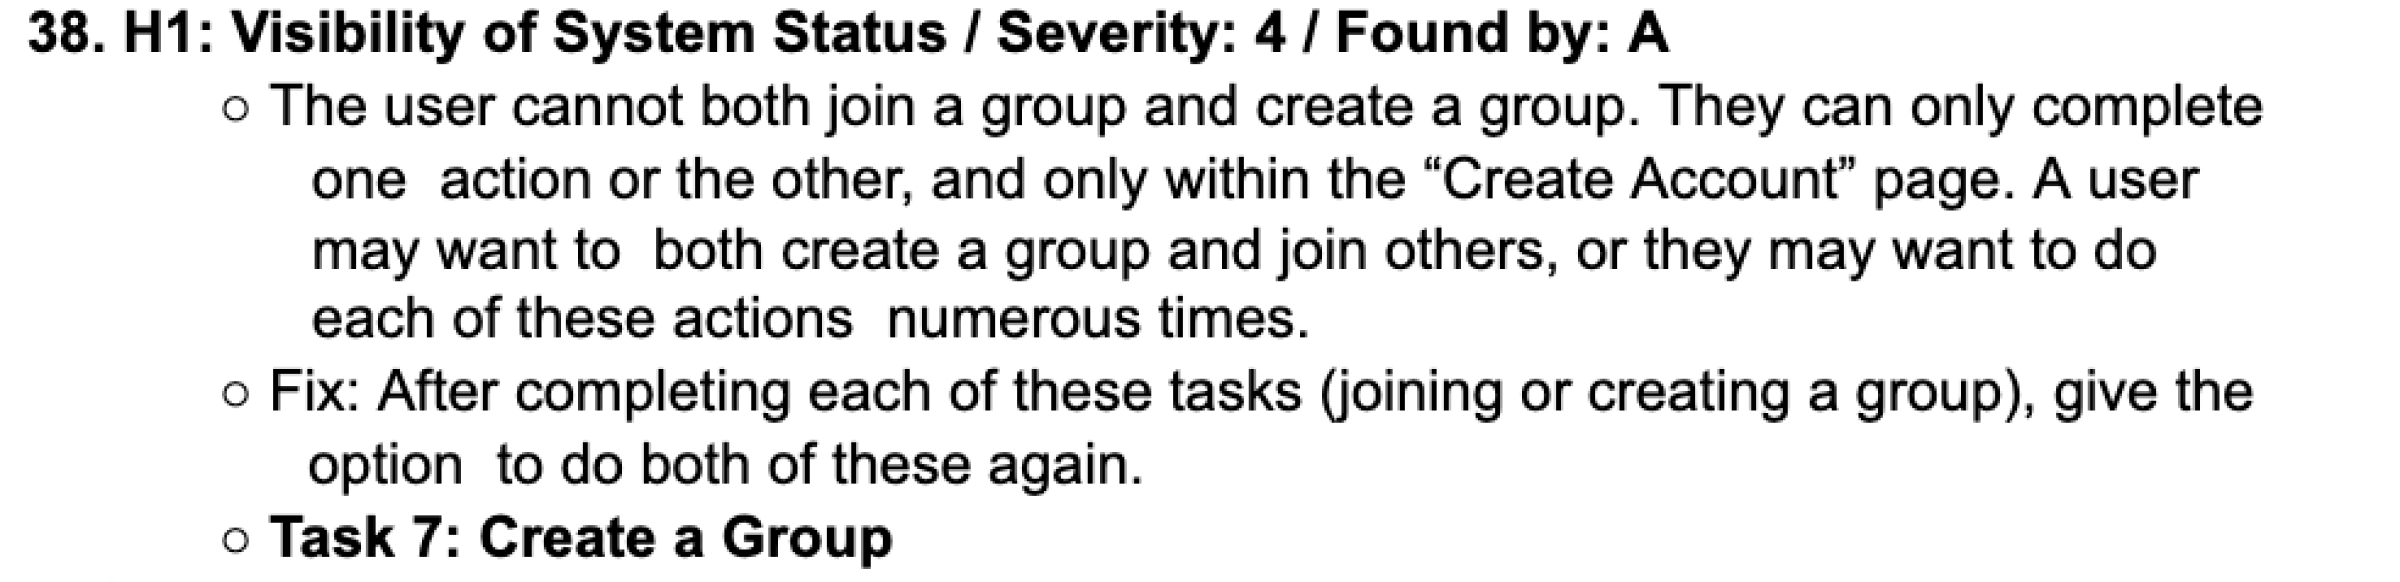 38. H1: Visibility of System Status / Severity: 4 / Found by: A
○ The user cannot both join a group and create a group. They can only complete
one  action or the other, and only within the “Create Account” page. A user
may want to  both create a group and join others, or they may want to do
each of these actions  numerous times.
○ Fix: After completing each of these tasks (joining or creating a group), give the
option  to do both of these again.
○ Task 7: Create a Group